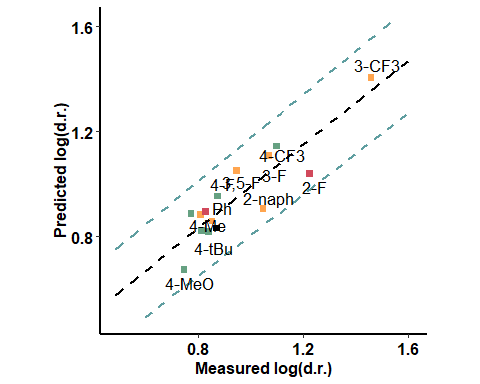 1.6
3-CF3
1.2
4-CF3
4-F
3,5-F
3-F
2-F
2-naph
Ph
4-Me
0.8
4-tBu
4-MeO
0.8
1.2
1.6
Predicted log(d.r.)
Measured log(d.r.)